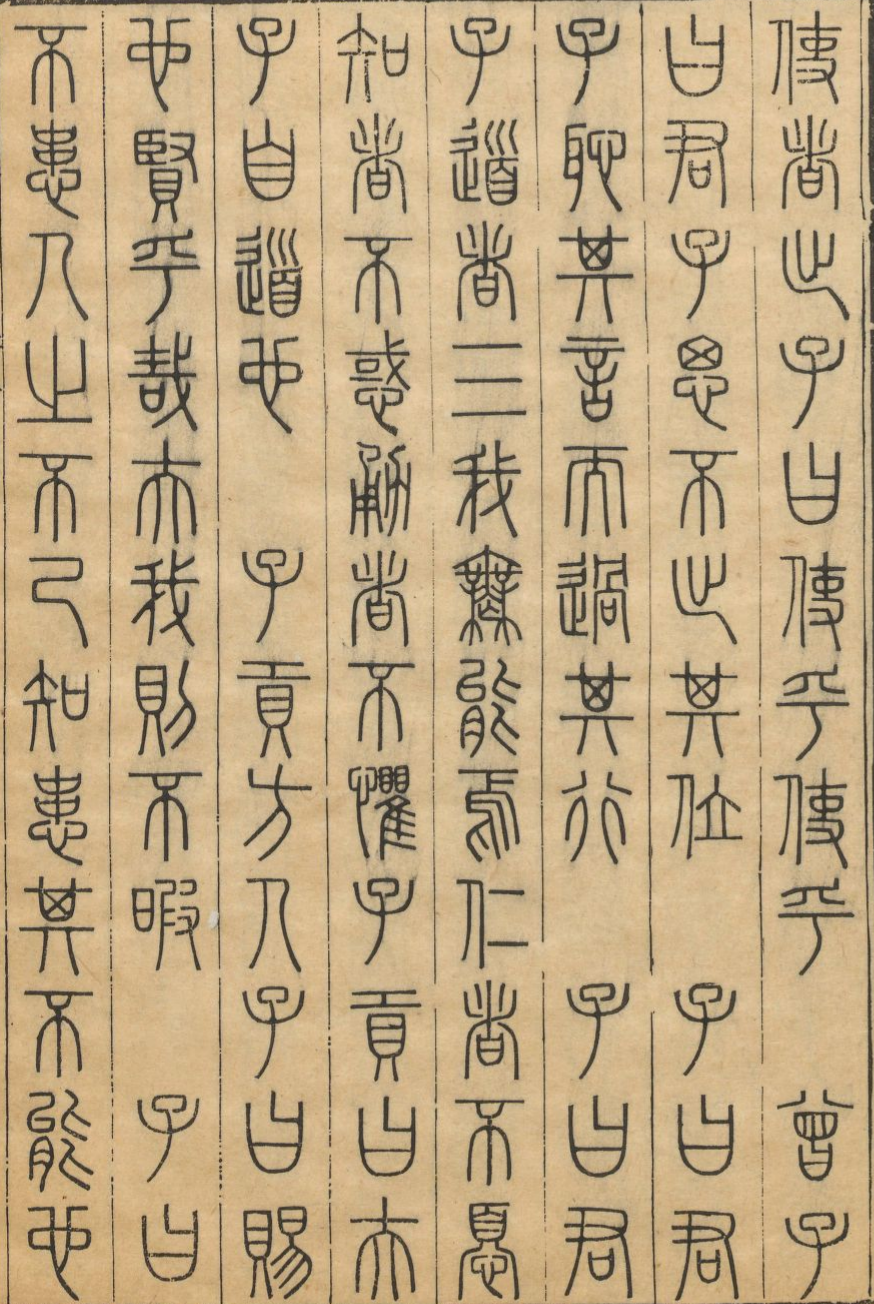 使者出子曰使乎使乎　曾子
曰君子思不出其位　子曰君
子恥其言而過其行　子曰君
子道者三我無能焉仁者不憂
知者不惑勇者不懼子貢曰夫
子自道也　子貢方人子曰賜
也賢乎哉夫我則不暇　子曰
不患人之不己知患其不能也